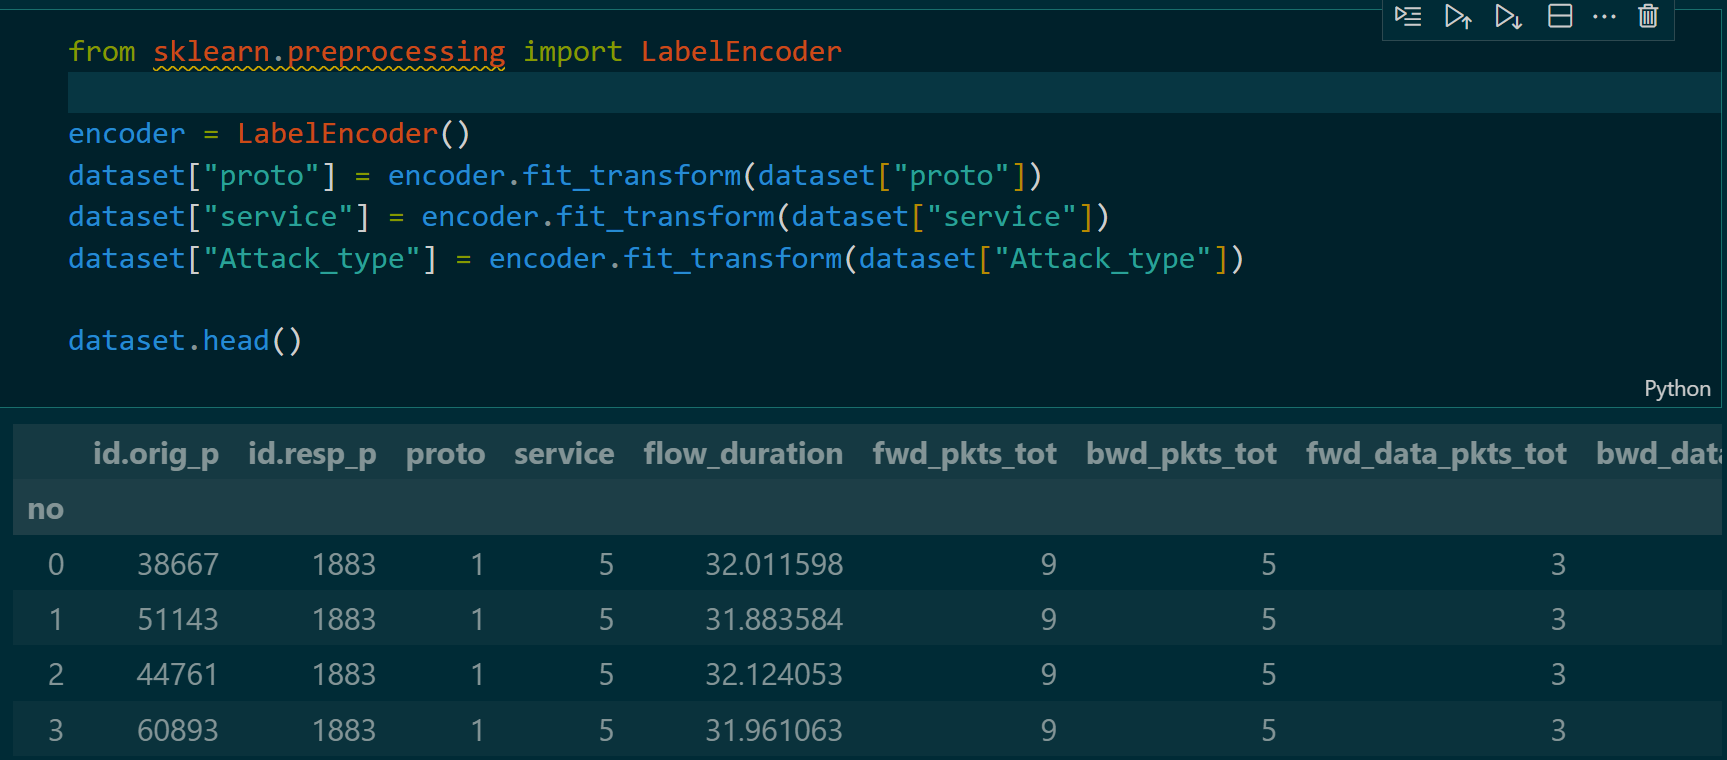 from sklearn.preprocessing import LabelEncoder
encoder = LabelEncoder()
dataset["proto"] = encoder.fit_transform(dataset["proto"])
dataset["service"] = encoder.fit_transform(dataset["service"])
dataset["Attack_type"] = encoder.fit_transform(dataset["Attack_type"])
dataset.head()
Python
id.orig_p id.resp_p proto service flow_duration fwd_pkts_tot bwd_pkts_tot fwd_data_pkts_tot
no
0 38667 1883 1 5 32.011598 9 5 3
1 51143 1883 1 5 31.883584 9 5 3
2 44761 1883 1 5 32.124053 9 5 3
3 60893 1883 1 5 31.961063 9 5 3